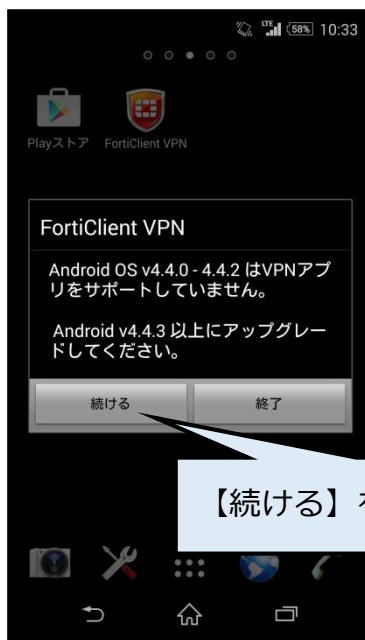 LTE 58% 10:33
Playストア FortiClient VPN
FortiClient VPN
Android OS v4.4.0 - 4.4.2 はVPNアプ
リをサポートしていません。
Android v4.4.3 以上にアップグレー
ドしてください。
続ける 終了
【続ける】